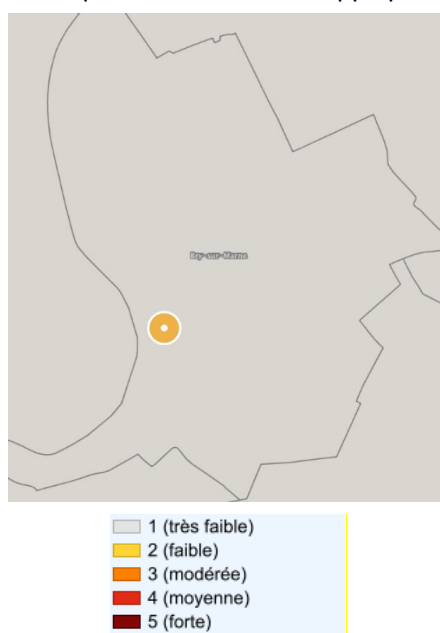 Bry-sur-Marne
1 (très faible)
2 (faible)
3 (modérée)
4 (moyenne)
5 (forte)